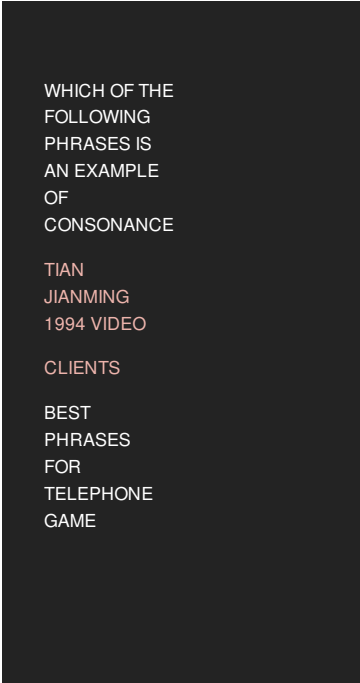 WHICH OF THE
FOLLOWING
PHRASES IS
AN EXAMPLE
OF
CONSONANCE
TIAN
JIANMING
1994 VIDEO
CLIENTS
BEST
PHRASES
FOR
TELEPHONE
GAME